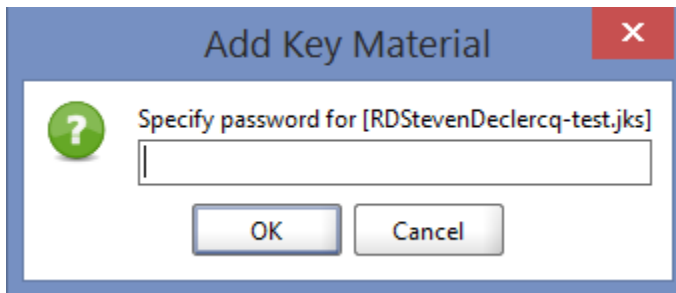 Add Key Material
Specify password for [RDStevenDeclercq-test.jks]
OK
Cancel